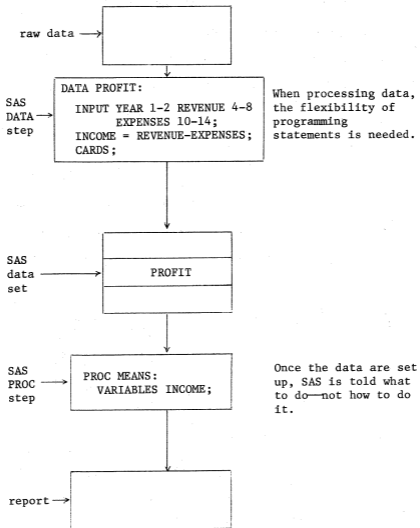 raw data
DATA PROFIT:
INPUT YEAR 1-2 REVENUE 4-8
EXPENSES 10-14;
INCOME = REVENUE-EXPENSES;
CARDS;
SAS
DATA
step
When processing data,
the flexibility of
programming
statements is needed.
SAS
data
set
PROFIT
SAS
PROC
step
PROC MEANS:
VARIABLES INCOME;
Once the data are set
up, SAS is told what
to do—not how to do
it.
report